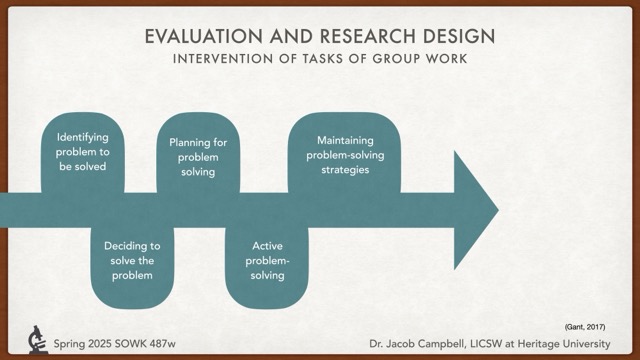 EVALUATION AND RESEARCH DESIGN
INTERVENTION OF TASKS OF GROUP WORK
Identifying
problem to
be solved
Deciding to
solve the
problem
Planning for
problem
solving
Active
problem-
solving
Maintaining
problem-solving
strategies
(Gant, 2017)
Spring 2025 SOWK 487w
Dr. Jacob Campbell, LICSW at Heritage University